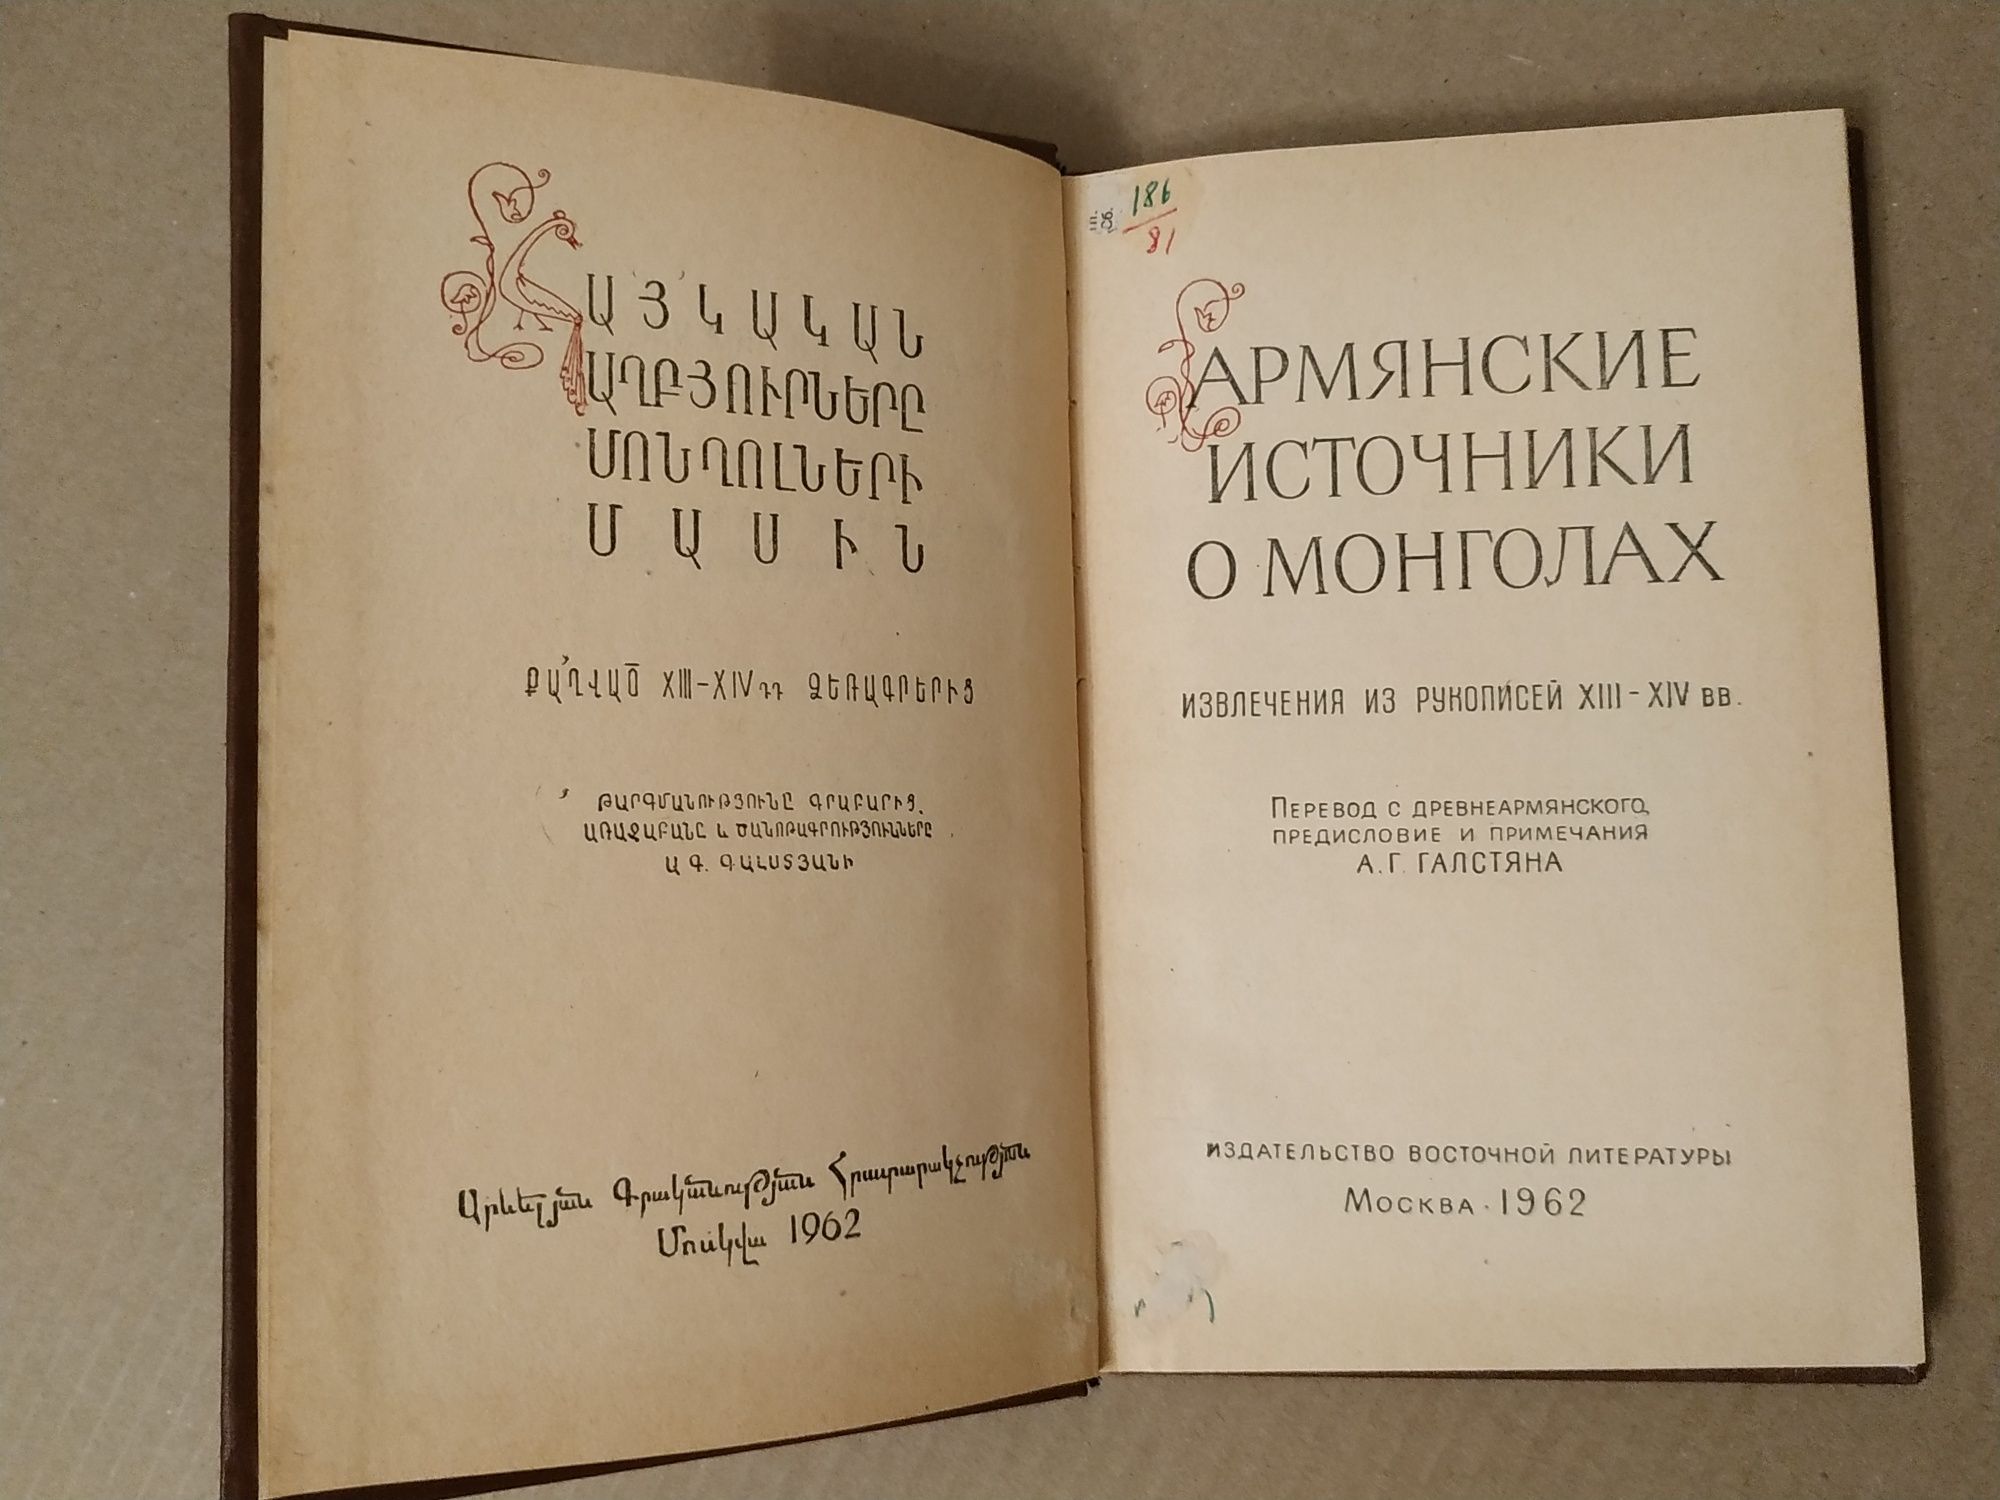 ՀԱՅԿԱԿԱՆ
ԱՂԲՅՈՒՐՆԵՐԸ
ՄՈՆՂՈԼՆԵՐԻ
ՄԱՍԻՆ
ՔԱՂՎԱԾ XIII–XIV ԴԴ ՁԵՌԱԳՐԵՐԻՑ
ԹԱՐԳՄԱՆՈՒԹՅՈՒՆԸ ԳՐԱԲԱՐԻՑ,
ԱՌԱՋԱԲԱՆԸ և ԾԱՆՈԹԱԳՐՈՒԹՅՈՒՆՆԵՐԸ
Ա Գ. ԳԱԼՍՏՅԱՆԻ
Արևելյան Գրականության Հրատարակչություն
Մոսկվա 1962
186
81
АРМЯНСКИЕ
ИСТОЧНИКИ
О МОНГОЛАХ
ИЗВЛЕЧЕНИЯ ИЗ РУКОПИСЕЙ XIII–XIV ВВ.
ПЕРЕВОД С ДРЕВНЕАРМЯНСКОГО,
ПРЕДИСЛОВИЕ И ПРИМЕЧАНИЯ
А.Г. ГАЛСТЯНА
ИЗДАТЕЛЬСТВО ВОСТОЧНОЙ ЛИТЕРАТУРЫ
МОСКВА · 1962